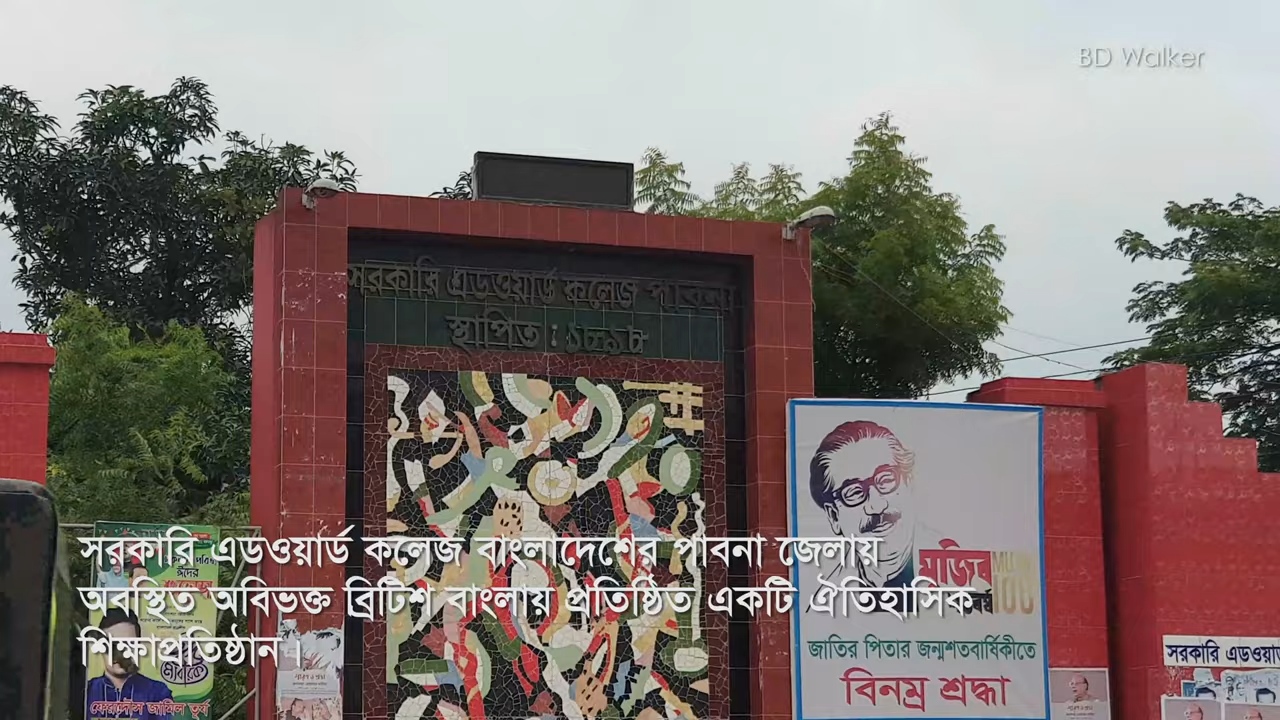 BD Walker
সরকারি এডওয়ার্ড কলেজ পাবনা
স্থাপিত : ১৮৯৮
সরকারি এডওয়ার্ড কলেজ বাংলাদেশের পাবনা জেলায়
অবস্থিত অবিভক্ত ব্রিটিশ বাংলায় প্রতিষ্ঠিত একটি ঐতিহাসিক
শিক্ষাপ্রতিষ্ঠান।
মুজিব
100
জাতির পিতার জন্মশতবার্ষিকীতে
বিনম্র শ্রদ্ধা
সরকারি এডওয়ার্ড
ঈদের